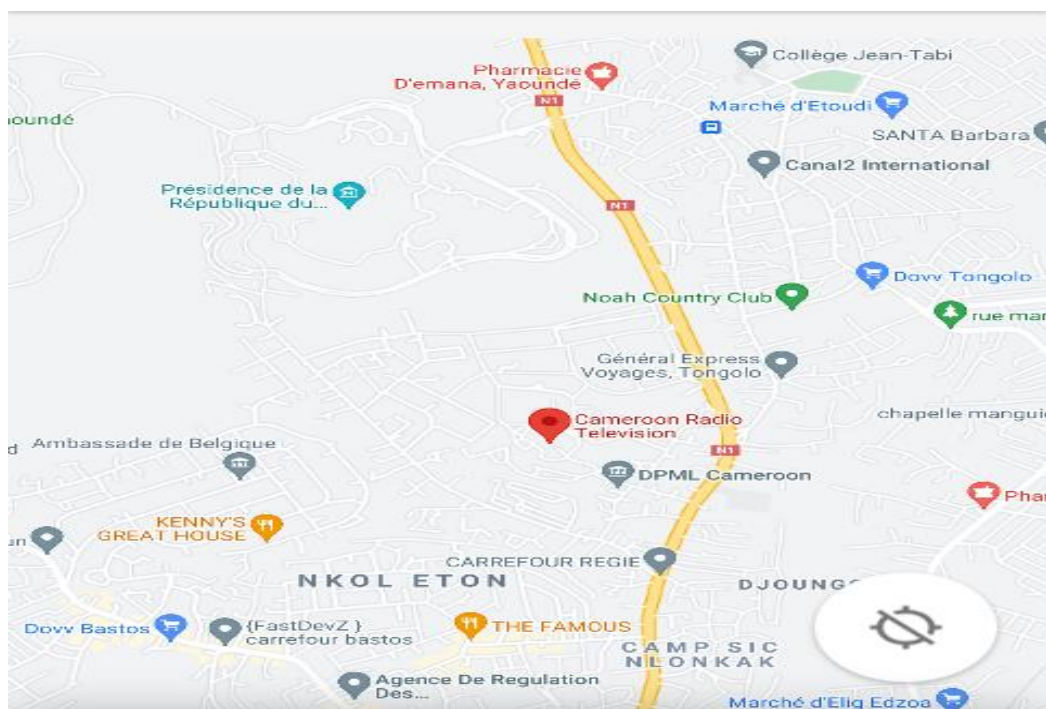 Collège Jean-Tabi
Pharmacie
D'emana, Yaoundé
N1
Marché d'Etoudi
oundé
SANTA Barbara
Canal2 International
Présidence de la
République du...
N1
Dovv Tongolo
Noah Country Club
rue mar
Général Express
Voyages, Tongolo
chapelle mangui
Cameroon Radio
Television
Ambassade de Belgique
N1
DPML Cameroon
Phar
KENNY'S
GREAT HOUSE
un
CARREFOUR REGIE
NKOL ETON
DJOUNG
Dovv Bastos
{FastDevZ }
carrefour bastos
THE FAMOUS
CAMP SIC
NLONKAK
Agence De Regulation
Des...
Marché d'Elig Edzoa